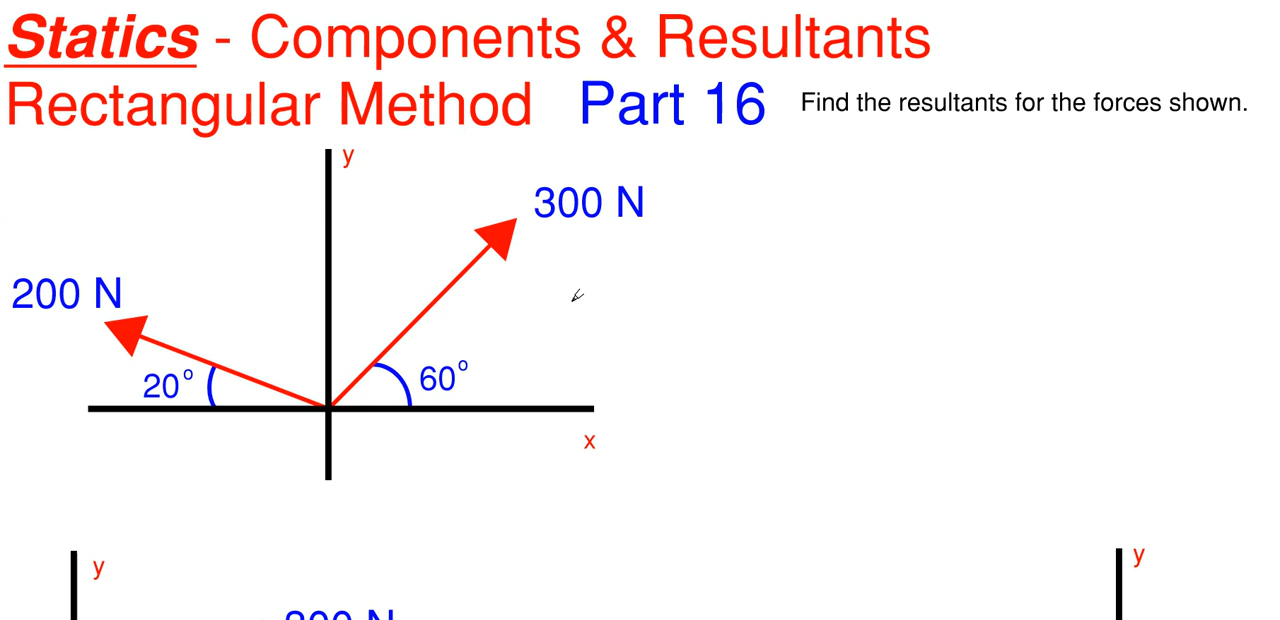 Statics - Components & Resultants
Rectangular Method Part 16 Find the resultants for the forces shown.
y
300 N
200 N
20°
60°
x
y
y